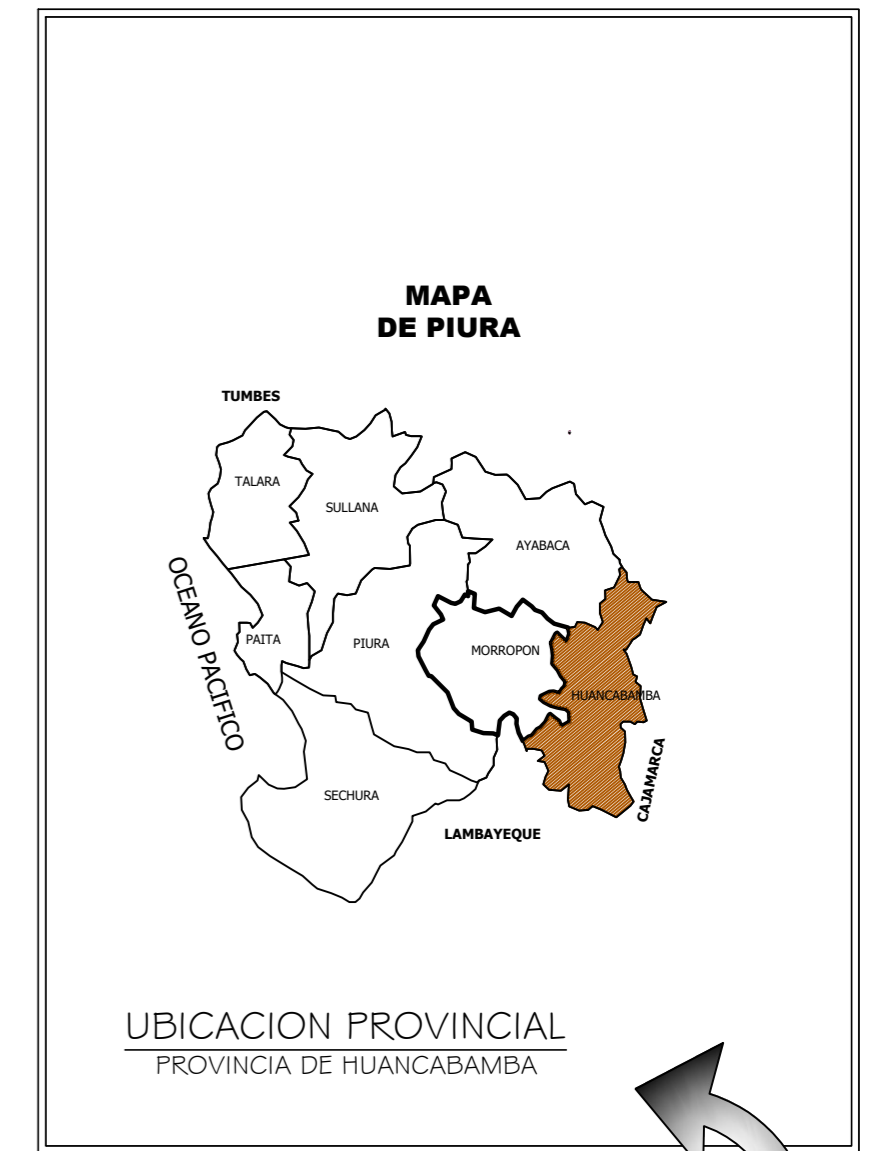 MAPA
DE PIURA
TUMBES
TALARA
SULLANA
AYABACA
OCEANO PACIFICO
PAITA
PIURA
MORROPON
HUANCABAMBA
CAJAMARCA
SECHURA
LAMBAYEQUE
UBICACION PROVINCIAL
PROVINCIA DE HUANCABAMBA